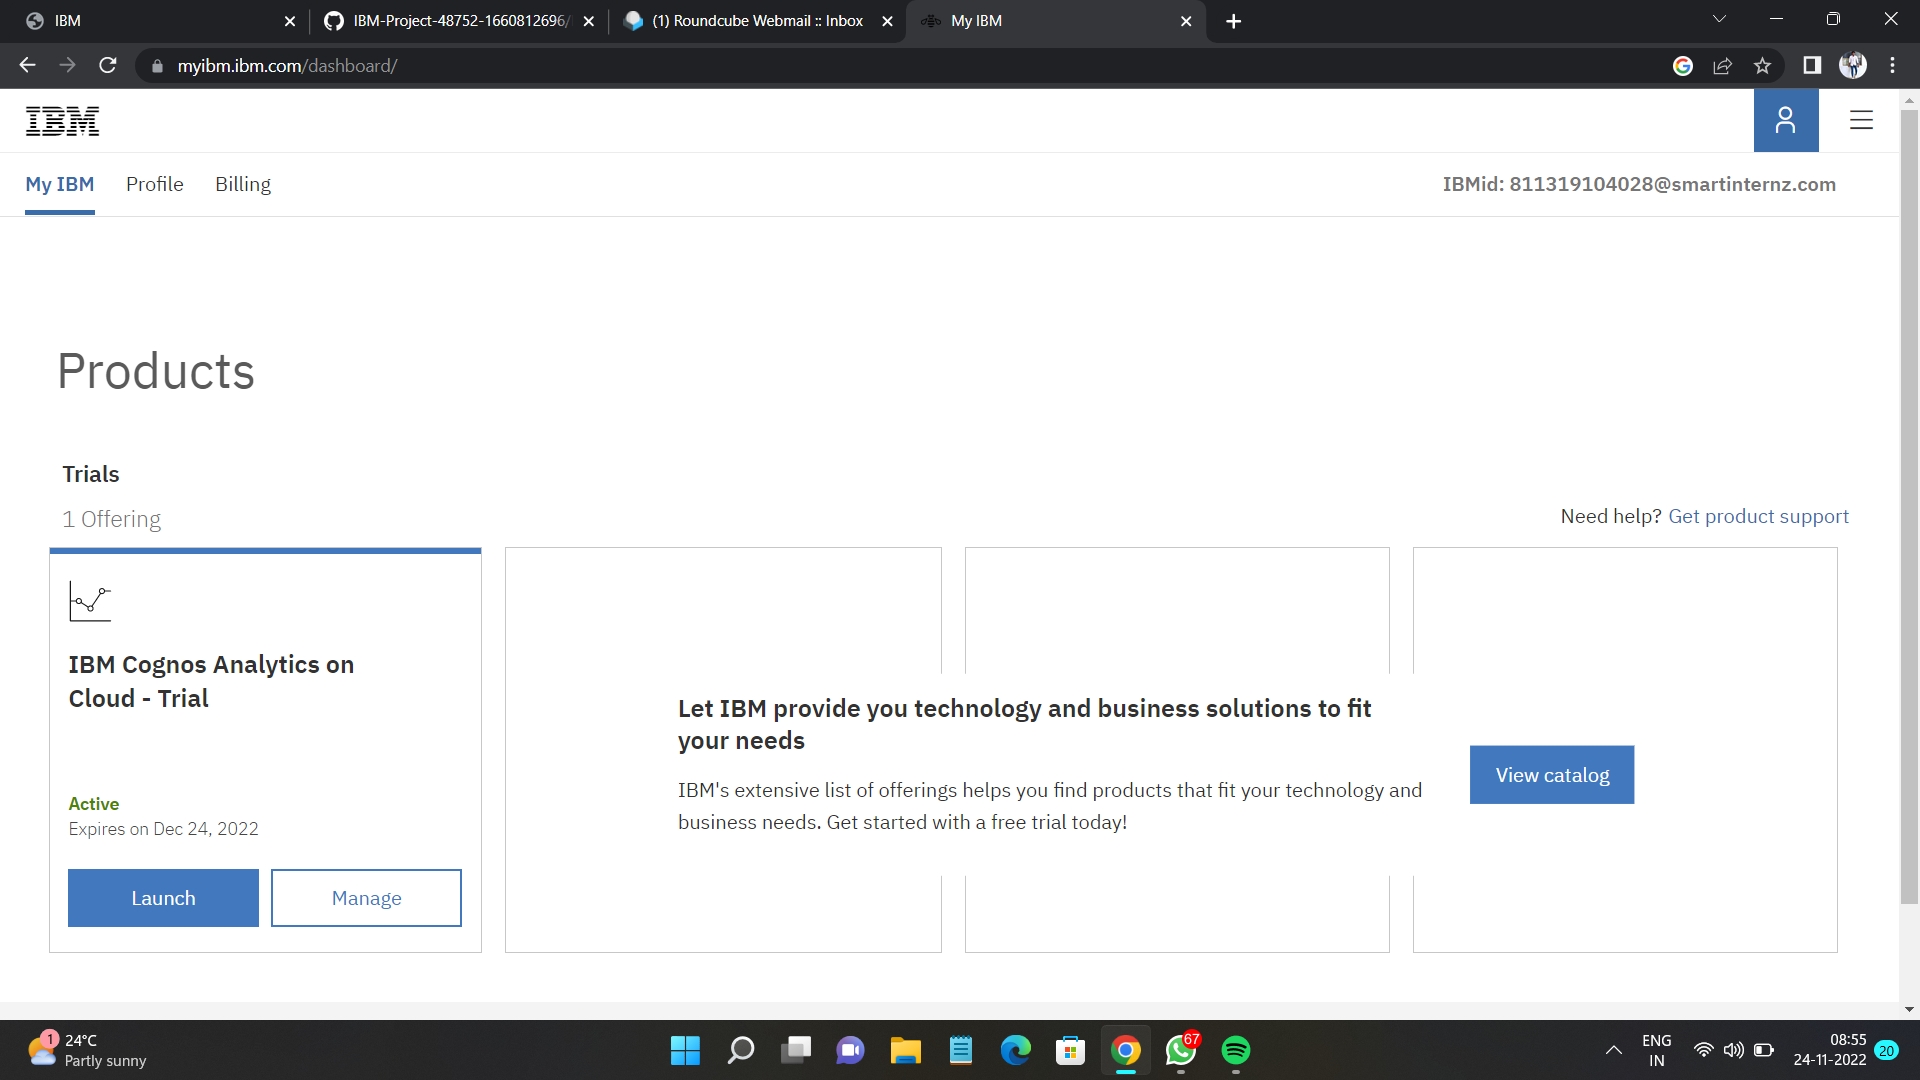 IBM
IBM-Project-48752-1660812696/
(1) Roundcube Webmail :: Inbox
My IBM
myibm.ibm.com/dashboard/
IBM
My IBM Profile Billing
IBMid: 811319104028@smartinternz.com
Products
Trials
1 Offering
Need help? Get product support
IBM Cognos Analytics on
Cloud - Trial
Active
Expires on Dec 24, 2022
Launch
Manage
Let IBM provide you technology and business solutions to fit
your needs
IBM's extensive list of offerings helps you find products that fit your technology and
business needs. Get started with a free trial today!
View catalog
1
24°C
Partly sunny
67
ENG
IN
08:55
24-11-2022
20